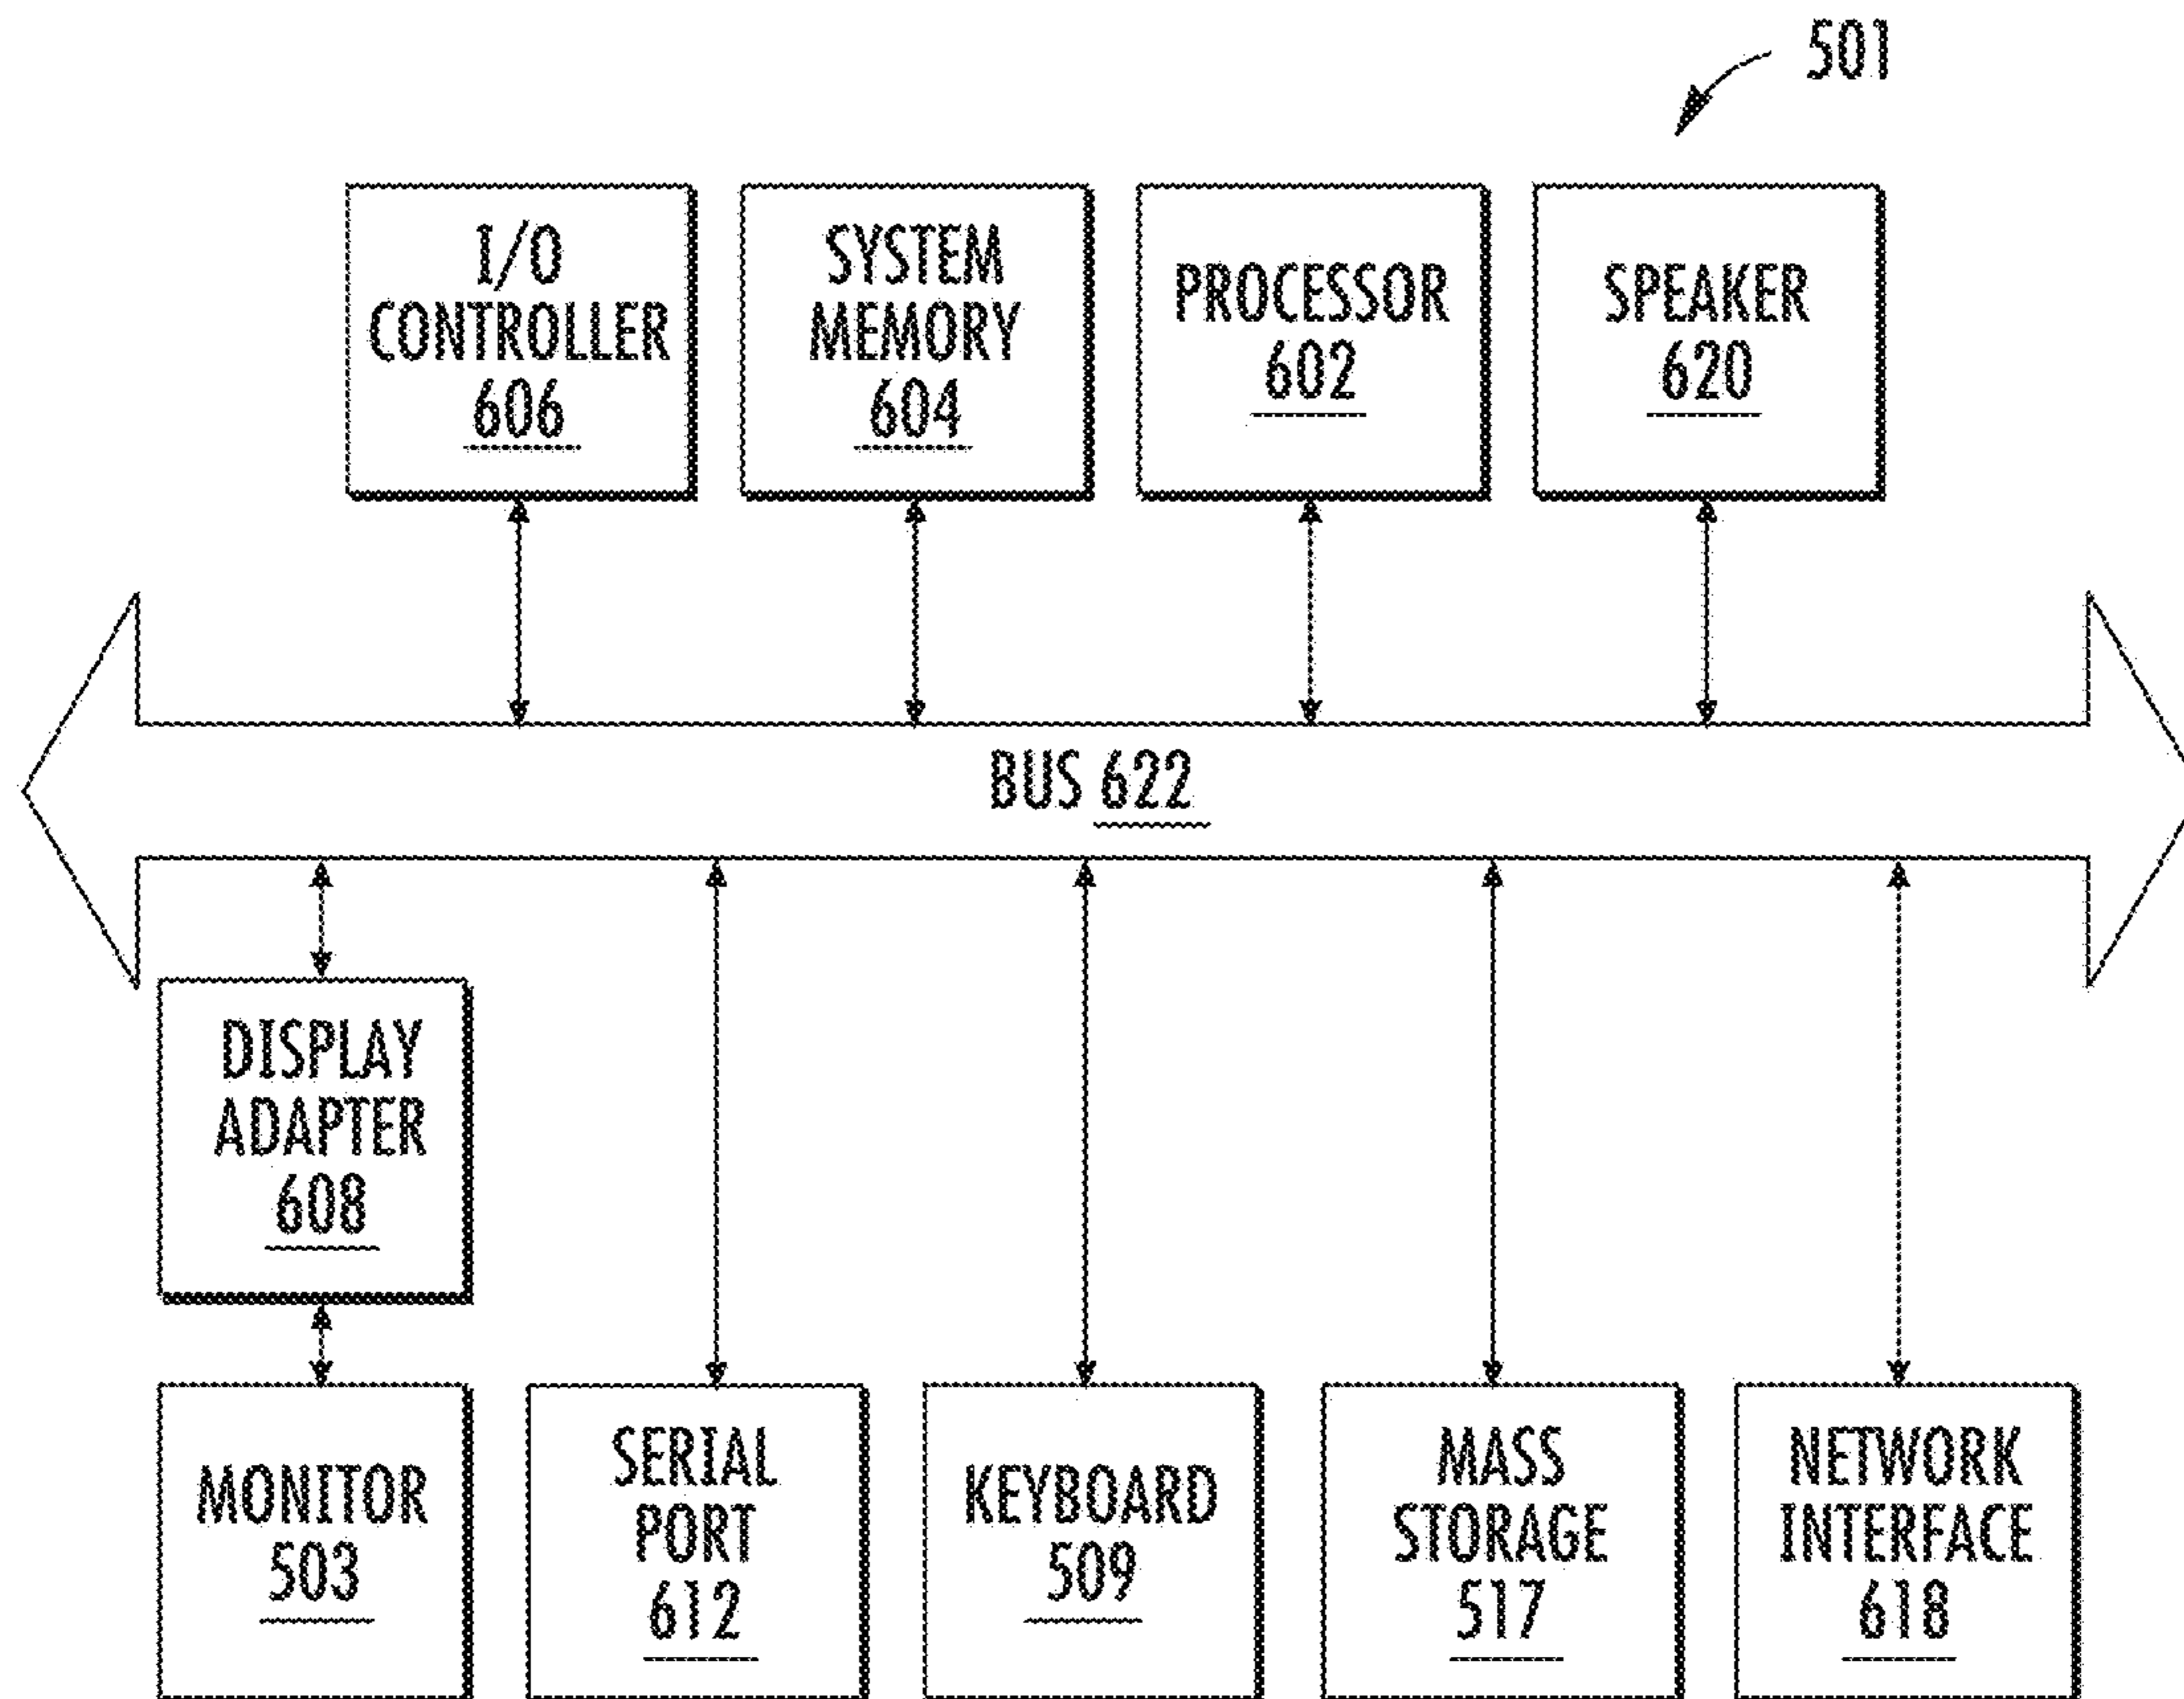 501
I/O
CONTROLLER
606
SYSTEM
MEMORY
604
PROCESSOR
602
SPEAKER
620
BUS 622
DISPLAY
ADAPTER
608
MONITOR
503
SERIAL
PORT
612
KEYBOARD
509
MASS
STORAGE
517
NETWORK
INTERFACE
618